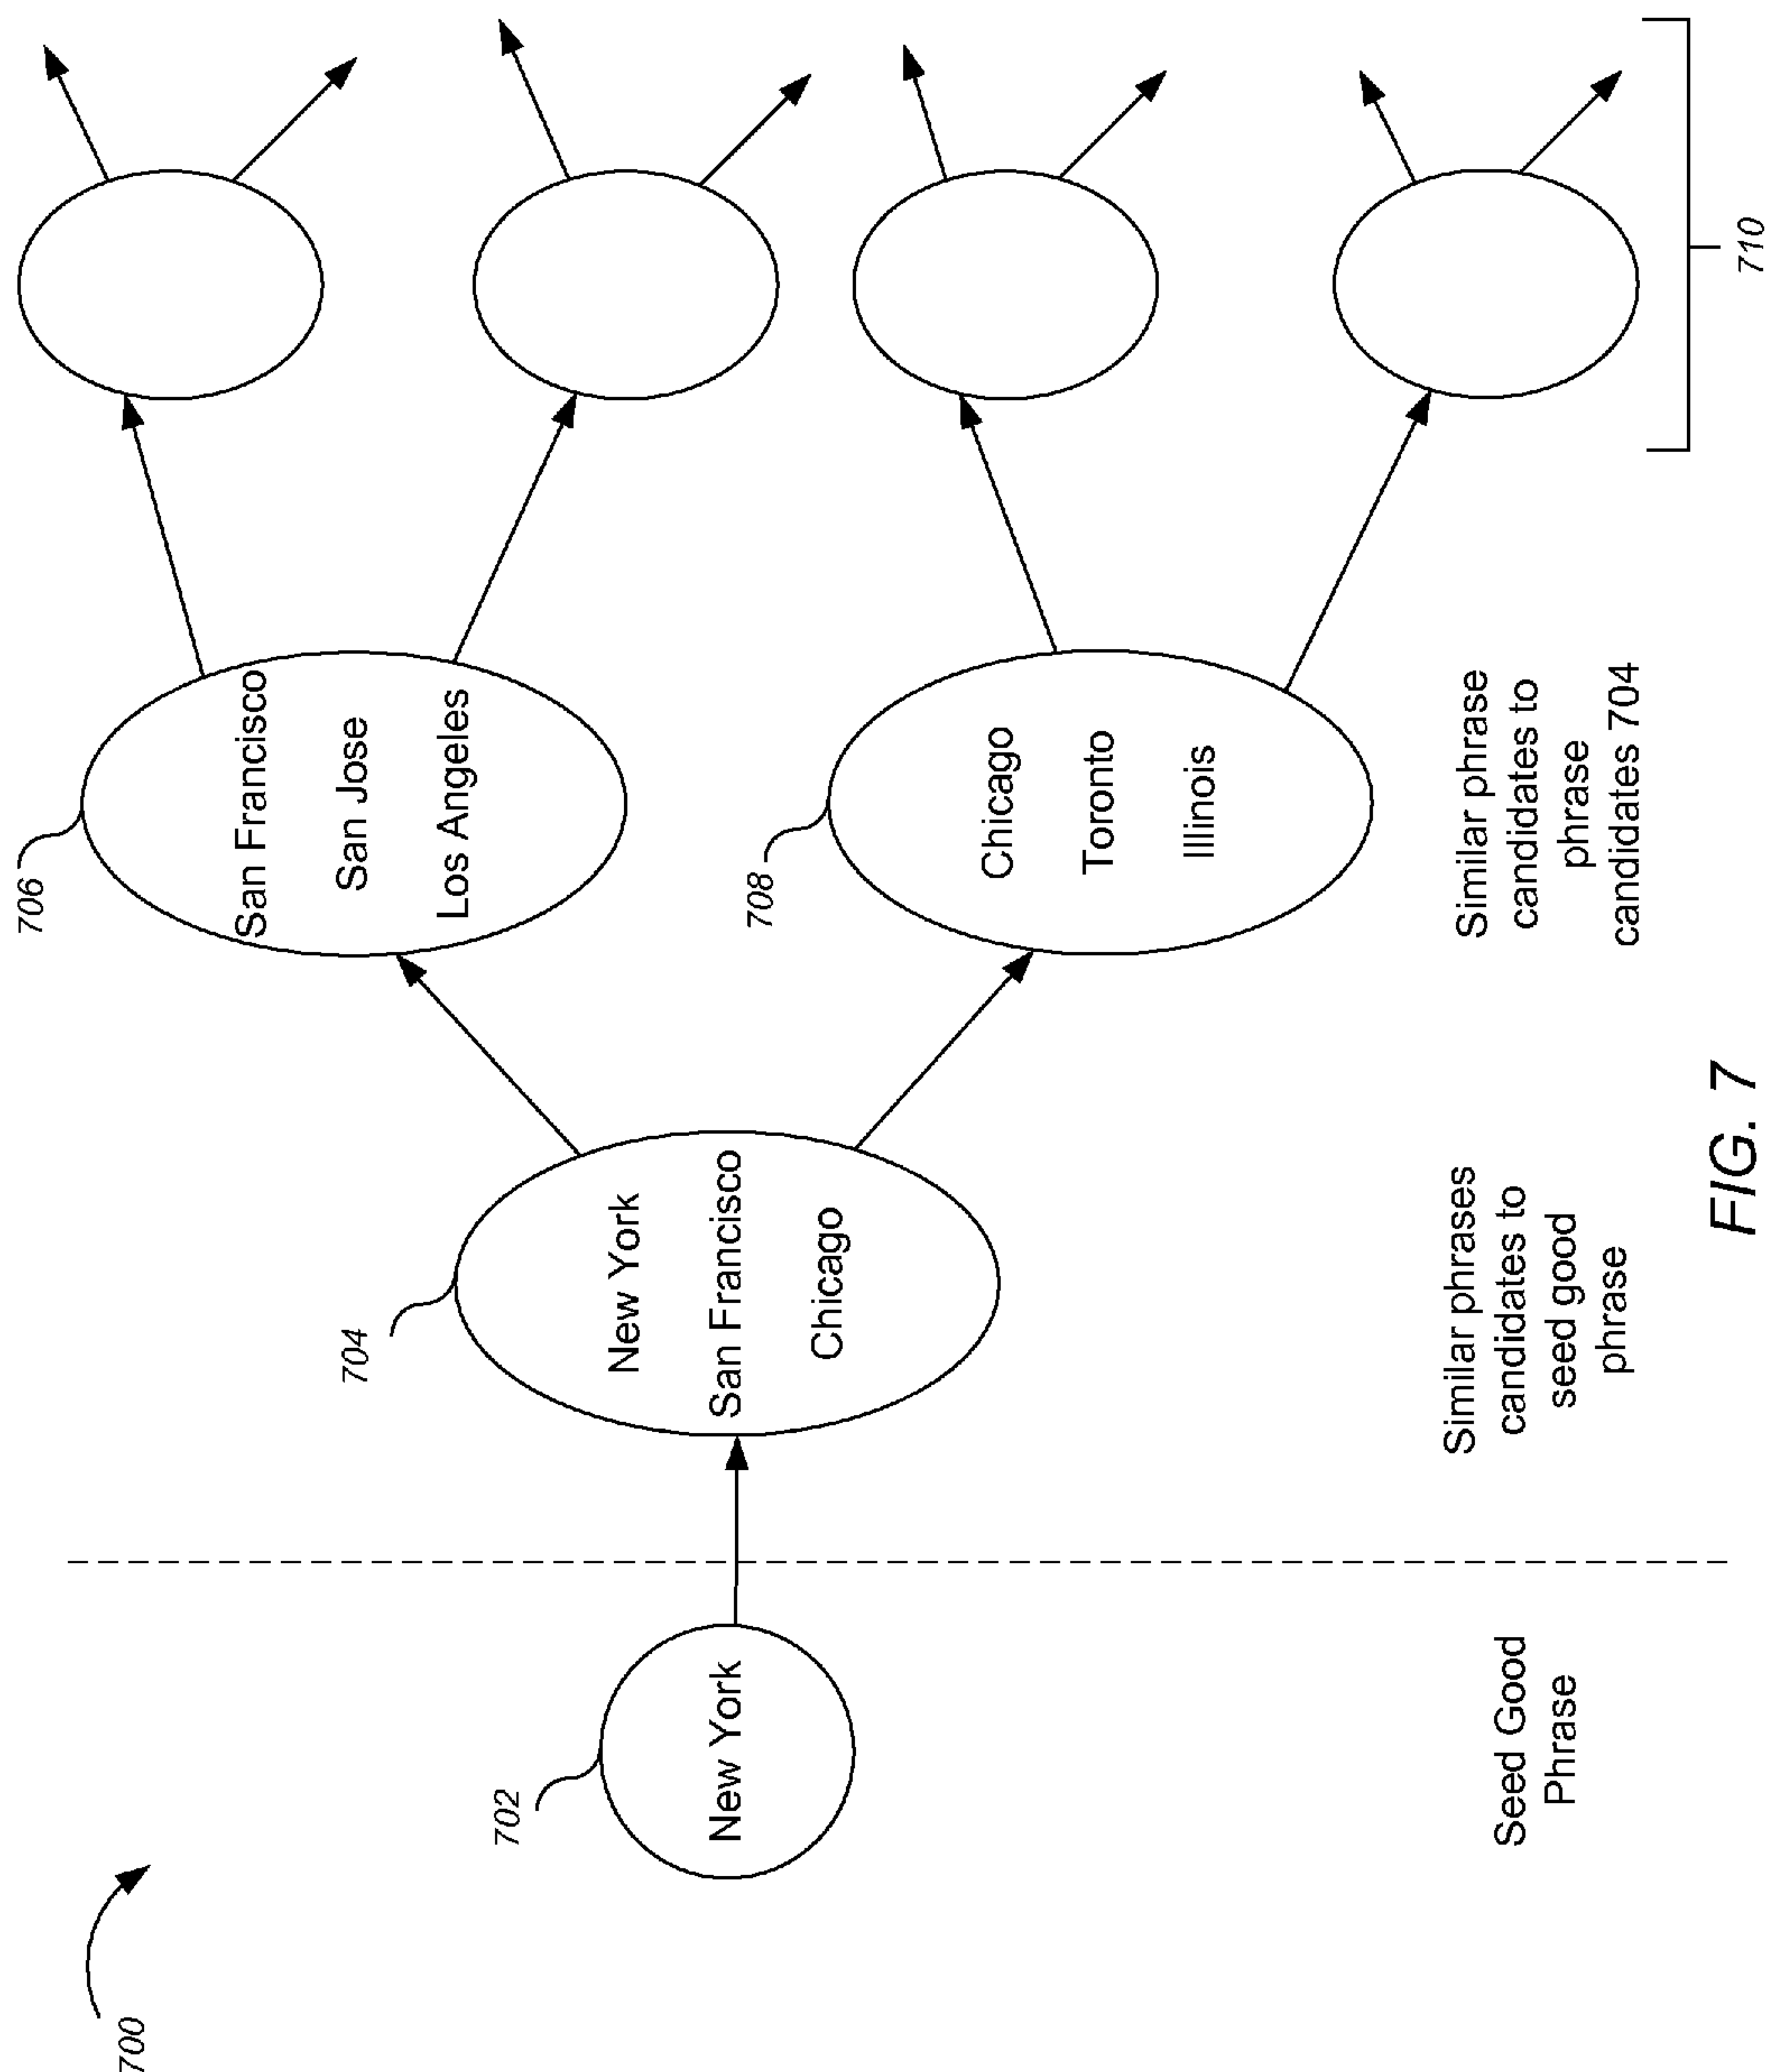 700
702
New York
Seed Good
Phrase
704
New York
San Francisco
Chicago
Similar phrases
candidates to
seed good
phrase
706
San Francisco
San Jose
Los Angeles
708
Chicago
Toronto
Illinois
Similar phrase
candidates to
phrase
candidates 704
710
FIG. 7